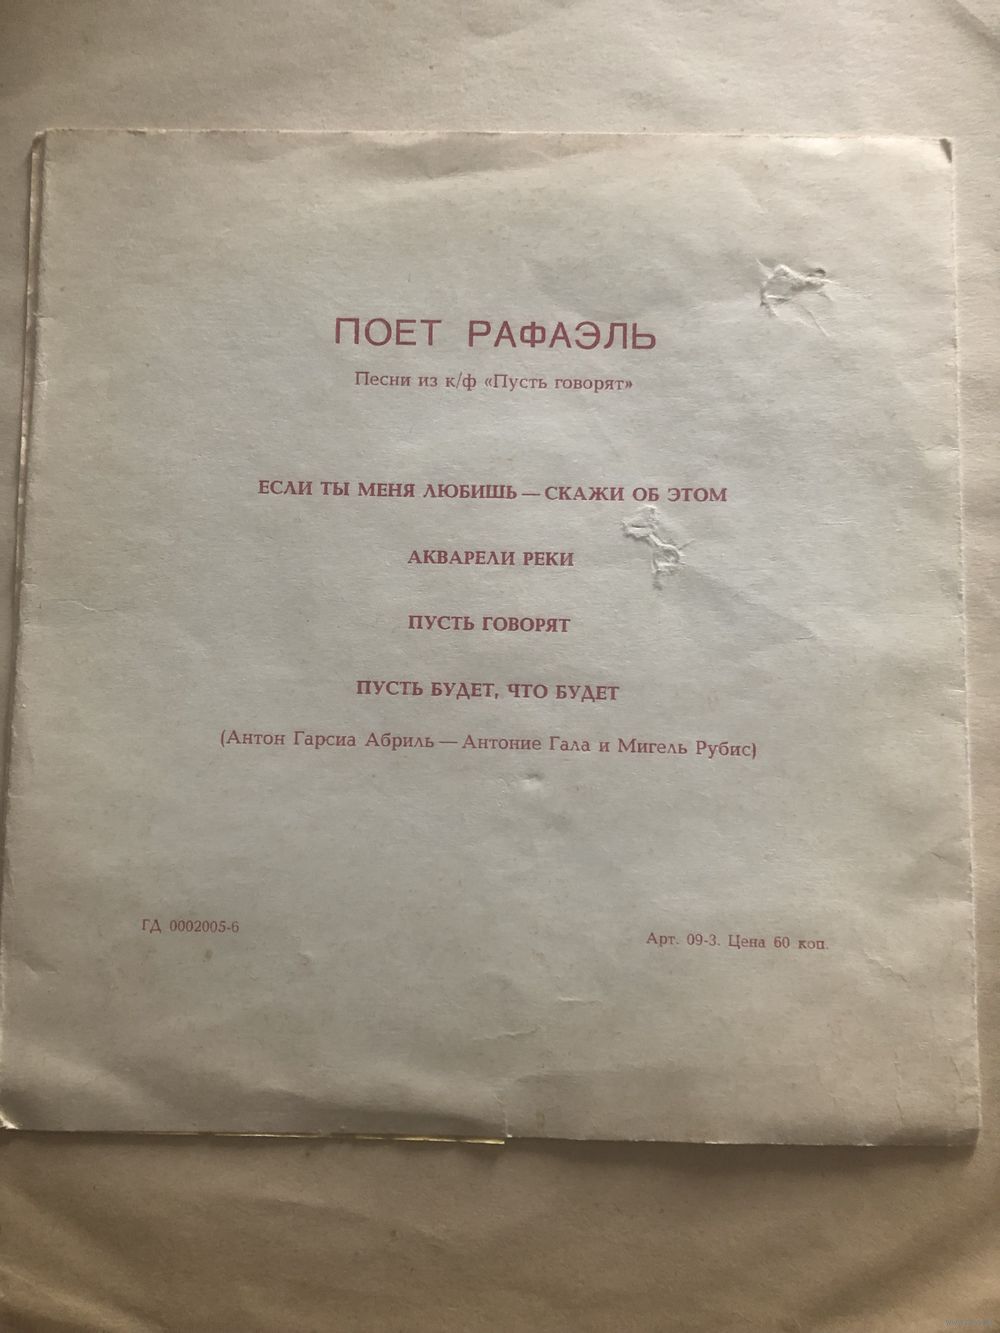 ПОЕТ РАФАЭЛЬ
Песни из к/ф «Пусть говорят»
ЕСЛИ ТЫ МЕНЯ ЛЮБИШЬ — СКАЖИ ОБ ЭТОМ
АКВАРЕЛИ РЕКИ
ПУСТЬ ГОВОРЯТ
ПУСТЬ БУДЕТ, ЧТО БУДЕТ
(Антон Гарсиа Абриль — Антоние Гала и Мигель Рубис)
ГД 0002005-6
Арт. 09-3. Цена 60 коп.